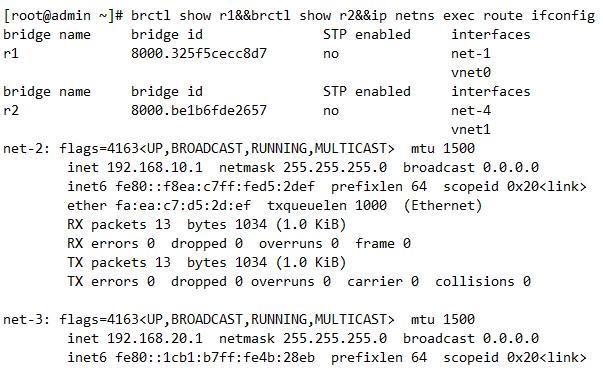 [root@admin ~]# brctl show r1&&brctl show r2&&ip netns exec route ifconfig
bridge name     bridge id               STP enabled     interfaces
r1              8000.325f5cecc8d7       no              net-1
                                                        vnet0
bridge name     bridge id               STP enabled     interfaces
r2              8000.be1b6fde2657       no              net-4
                                                        vnet1
net-2: flags=4163<UP,BROADCAST,RUNNING,MULTICAST>  mtu 1500
        inet 192.168.10.1  netmask 255.255.255.0  broadcast 0.0.0.0
        inet6 fe80::f8ea:c7ff:fed5:2def  prefixlen 64  scopeid 0x20<link>
        ether fa:ea:c7:d5:2d:ef  txqueuelen 1000  (Ethernet)
        RX packets 13  bytes 1034 (1.0 KiB)
        RX errors 0  dropped 0  overruns 0  frame 0
        TX packets 13  bytes 1034 (1.0 KiB)
        TX errors 0  dropped 0 overruns 0  carrier 0  collisions 0

net-3: flags=4163<UP,BROADCAST,RUNNING,MULTICAST>  mtu 1500
        inet 192.168.20.1  netmask 255.255.255.0  broadcast 0.0.0.0
        inet6 fe80::1cb1:b7ff:fe4b:28eb  prefixlen 64  scopeid 0x20<link>